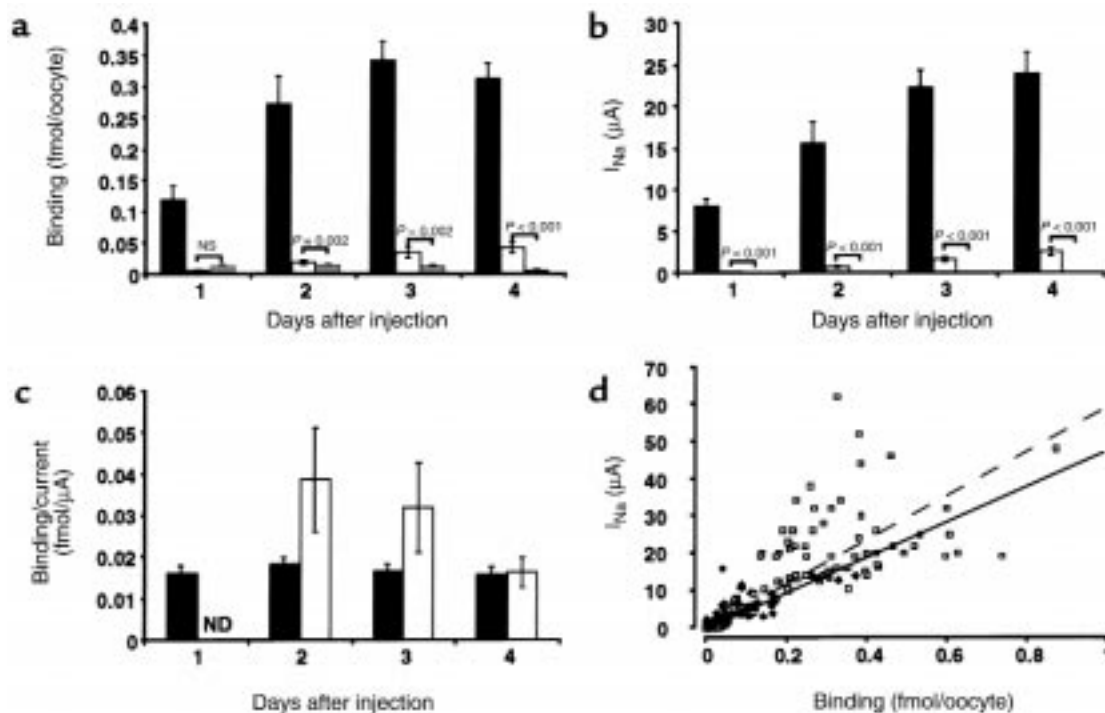 a
Binding (fmol/oocyte)
0.4
0.35
0.3
0.25
0.2
0.15
0.1
0.05
0
NS
P = 0.002
P = 0.002
P < 0.001
1 2 3 4
Days after injection
b
INa (μA)
30
25
20
15
10
5
0
P < 0.001
P < 0.001
P < 0.001
P < 0.001
1 2 3 4
Days after injection
c
Binding/current
(fmol/μA)
0.06
0.05
0.04
0.03
0.02
0.01
0
ND
1 2 3 4
Days after injection
d
INa (μA)
70
60
50
40
30
20
10
0
0 0.2 0.4 0.6 0.8 1
Binding (fmol/oocyte)